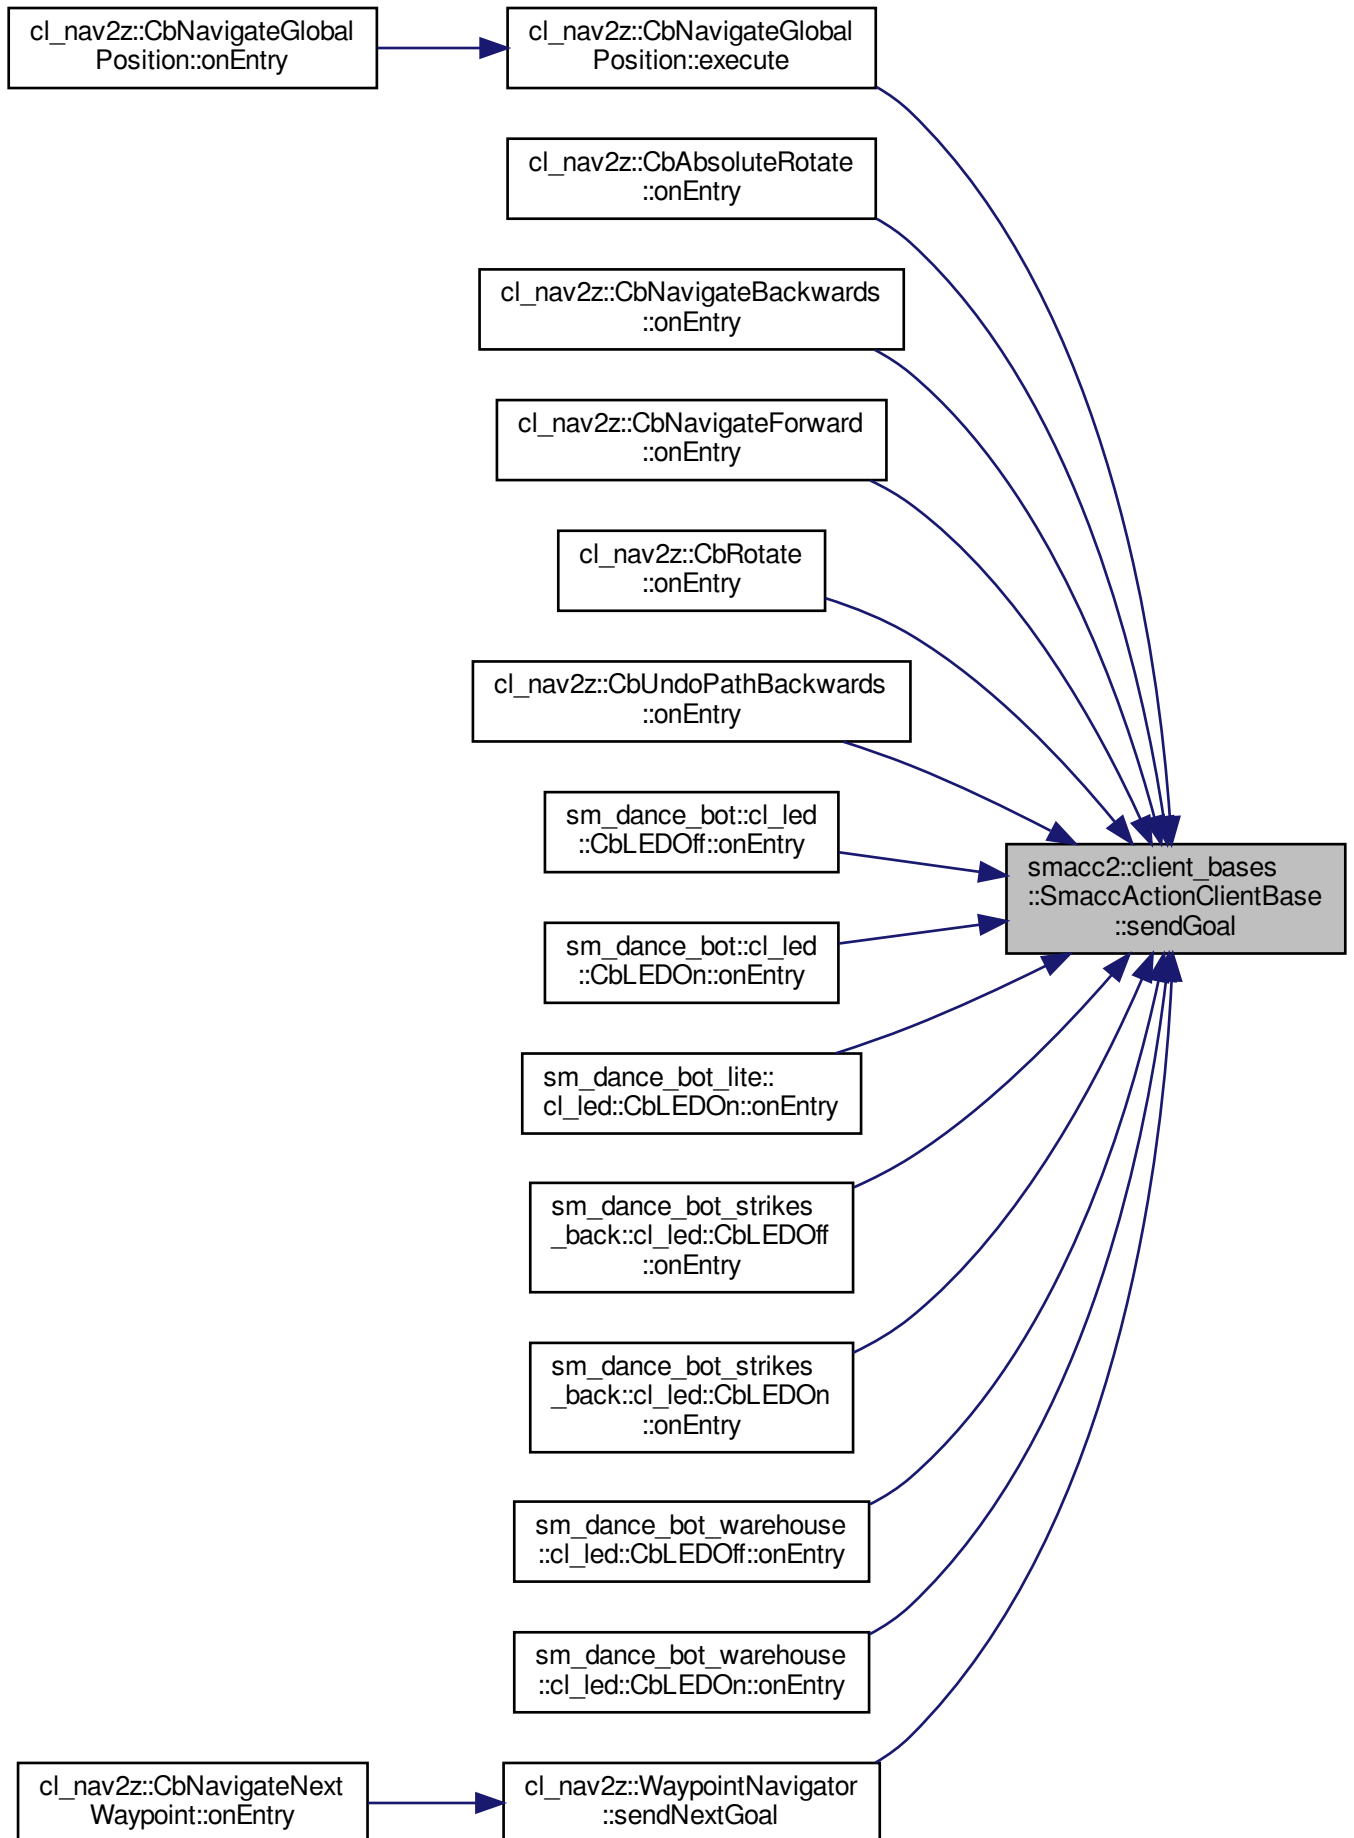 cl_nav2z::CbNavigateGlobal
Position::onEntry
cl_nav2z::CbNavigateGlobal
Position::execute
cl_nav2z::CbAbsoluteRotate
::onEntry
cl_nav2z::CbNavigateBackwards
::onEntry
cl_nav2z::CbNavigateForward
::onEntry
cl_nav2z::CbRotate
::onEntry
cl_nav2z::CbUndoPathBackwards
::onEntry
sm_dance_bot::cl_led
::CbLEDOff::onEntry
smacc2::client_bases
::SmaccActionClientBase
::sendGoal
sm_dance_bot::cl_led
::CbLEDOn::onEntry
sm_dance_bot_lite::
cl_led::CbLEDOn::onEntry
sm_dance_bot_strikes
_back::cl_led::CbLEDOff
::onEntry
sm_dance_bot_strikes
_back::cl_led::CbLEDOn
::onEntry
sm_dance_bot_warehouse
::cl_led::CbLEDOff::onEntry
sm_dance_bot_warehouse
::cl_led::CbLEDOn::onEntry
cl_nav2z::CbNavigateNext
Waypoint::onEntry
cl_nav2z::WaypointNavigator
::sendNextGoal